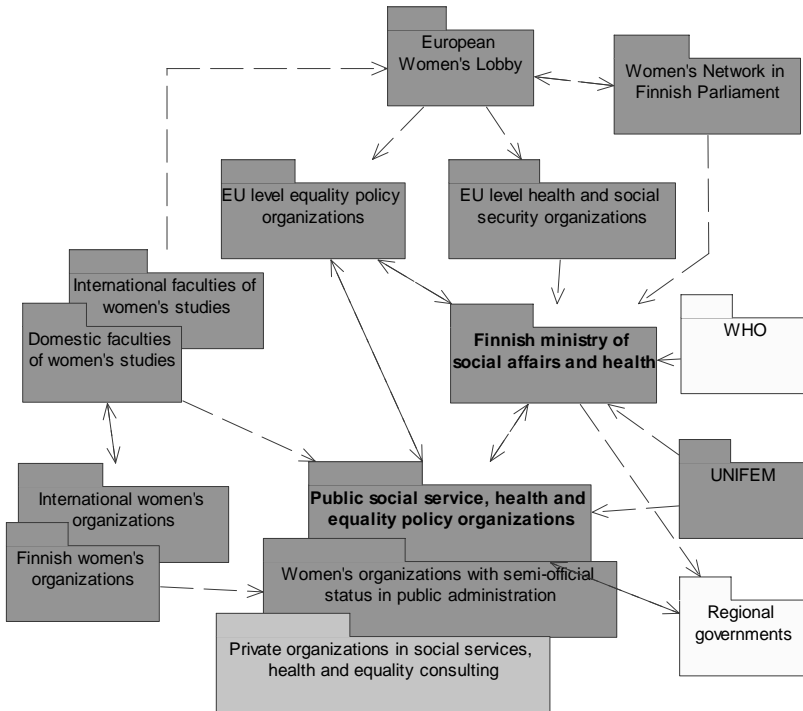 European
Women's Lobby
Women's Network in
Finnish Parliament
EU level equality policy
organizations
EU level health and social
security organizations
International faculties of
women's studies
Domestic faculties
of women's studies
Finnish ministry of
social affairs and health
WHO
UNIFEM
International women's
organizations
Finnish women's
organizations
Public social service, health and
equality policy organizations
Women's organizations with semi-official
status in public administration
Private organizations in social services,
health and equality consulting
Regional
governments